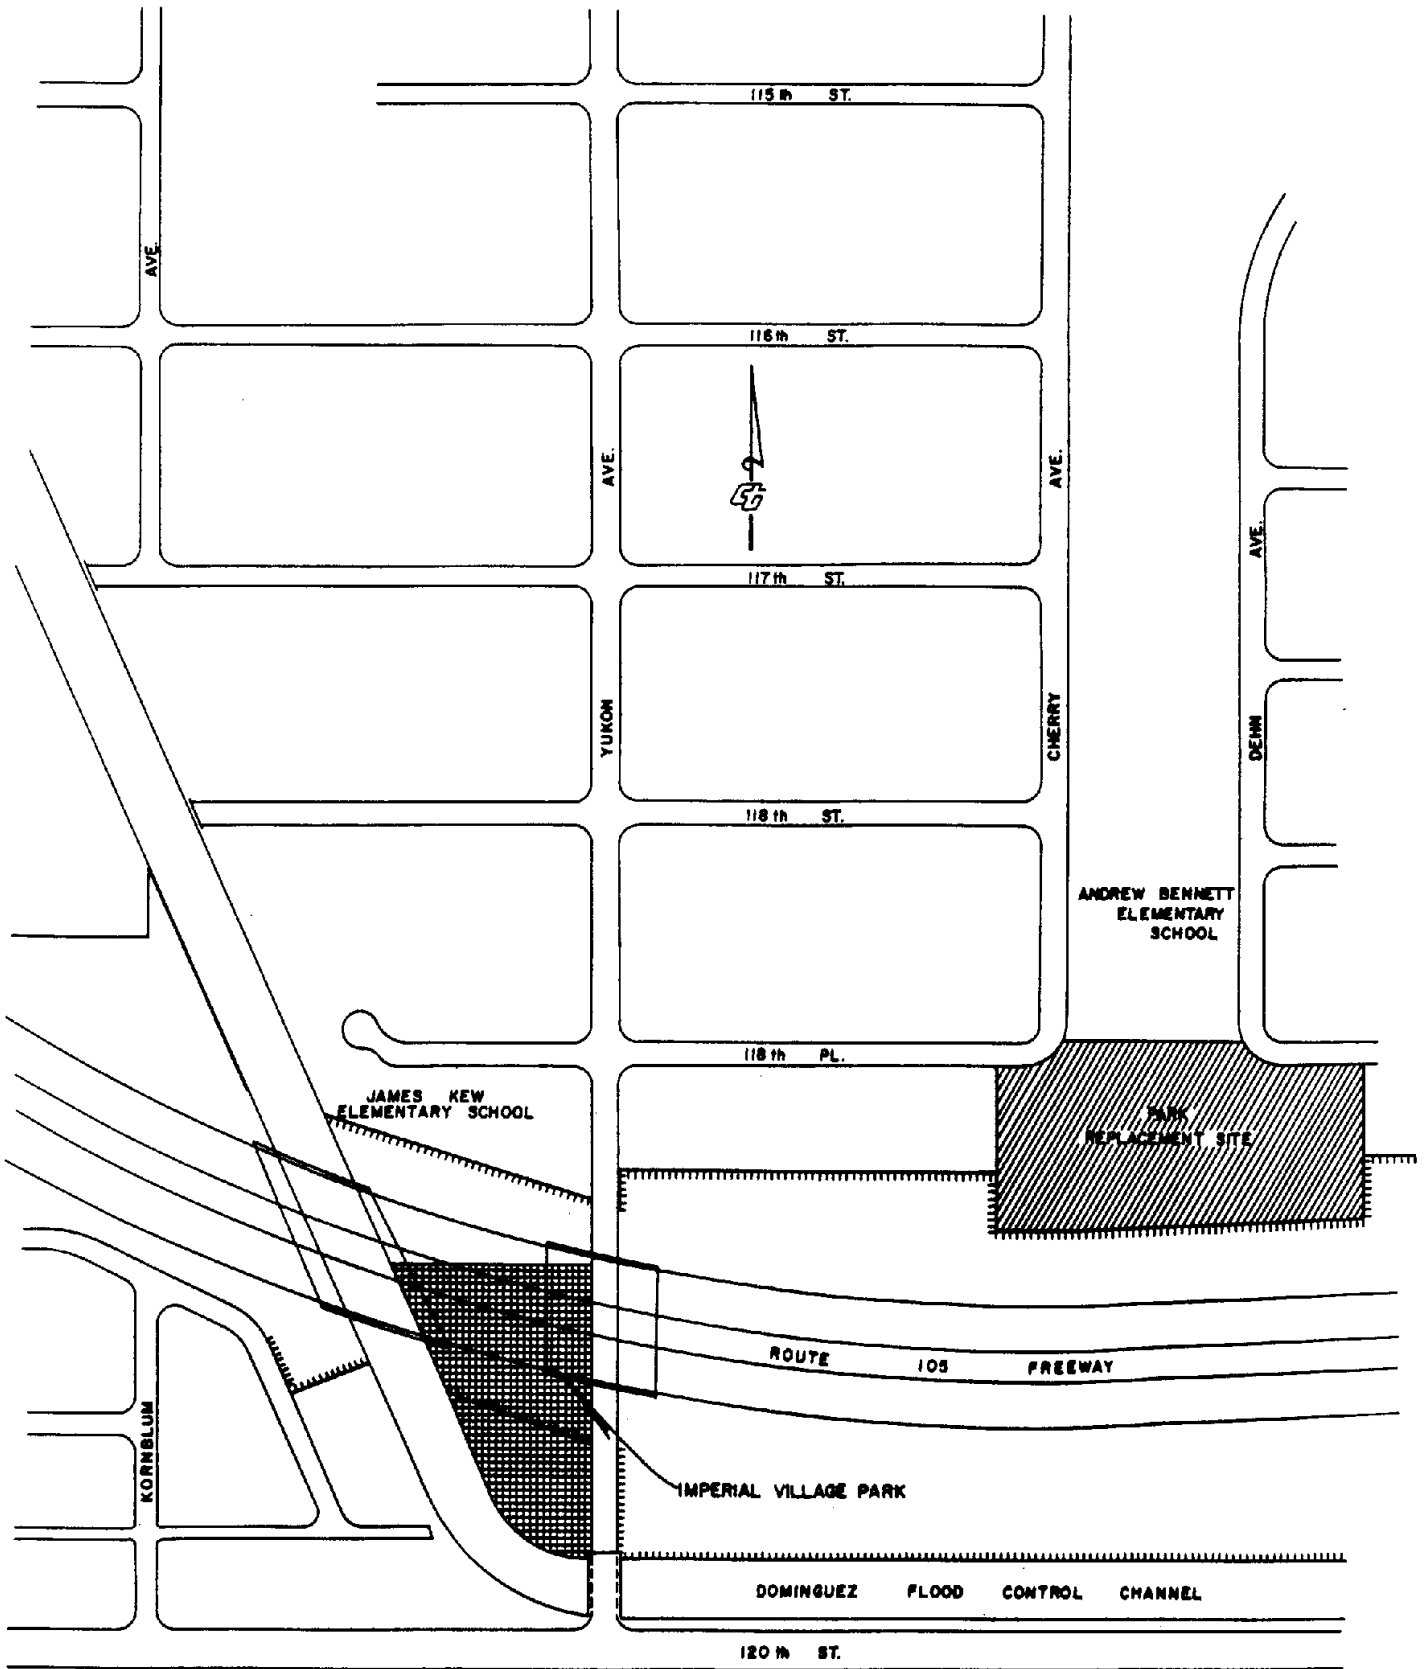 115th ST.
AVE.
116th ST.
AVE.
AVE.
AVE.
117th ST.
YUKON
CHERRY
DEHN
118th ST.
ANDREW BENNETT
ELEMENTARY
SCHOOL
118th PL.
JAMES KEW
ELEMENTARY SCHOOL
PARK
REPLACEMENT SITE
ROUTE 105 FREEWAY
KORNBLUM
IMPERIAL VILLAGE PARK
DOMINGUEZ FLOOD CONTROL CHANNEL
120th ST.